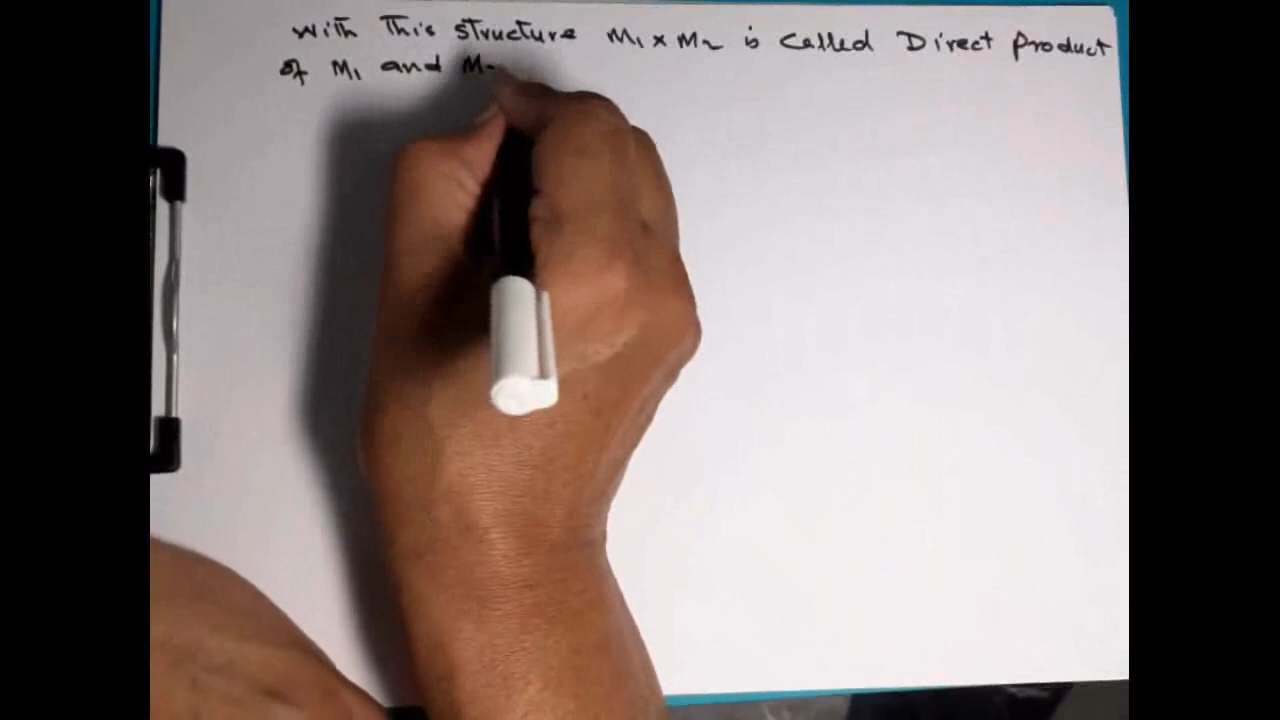 with This structure M₁ x M₂ is called Direct product
of M₁ and M